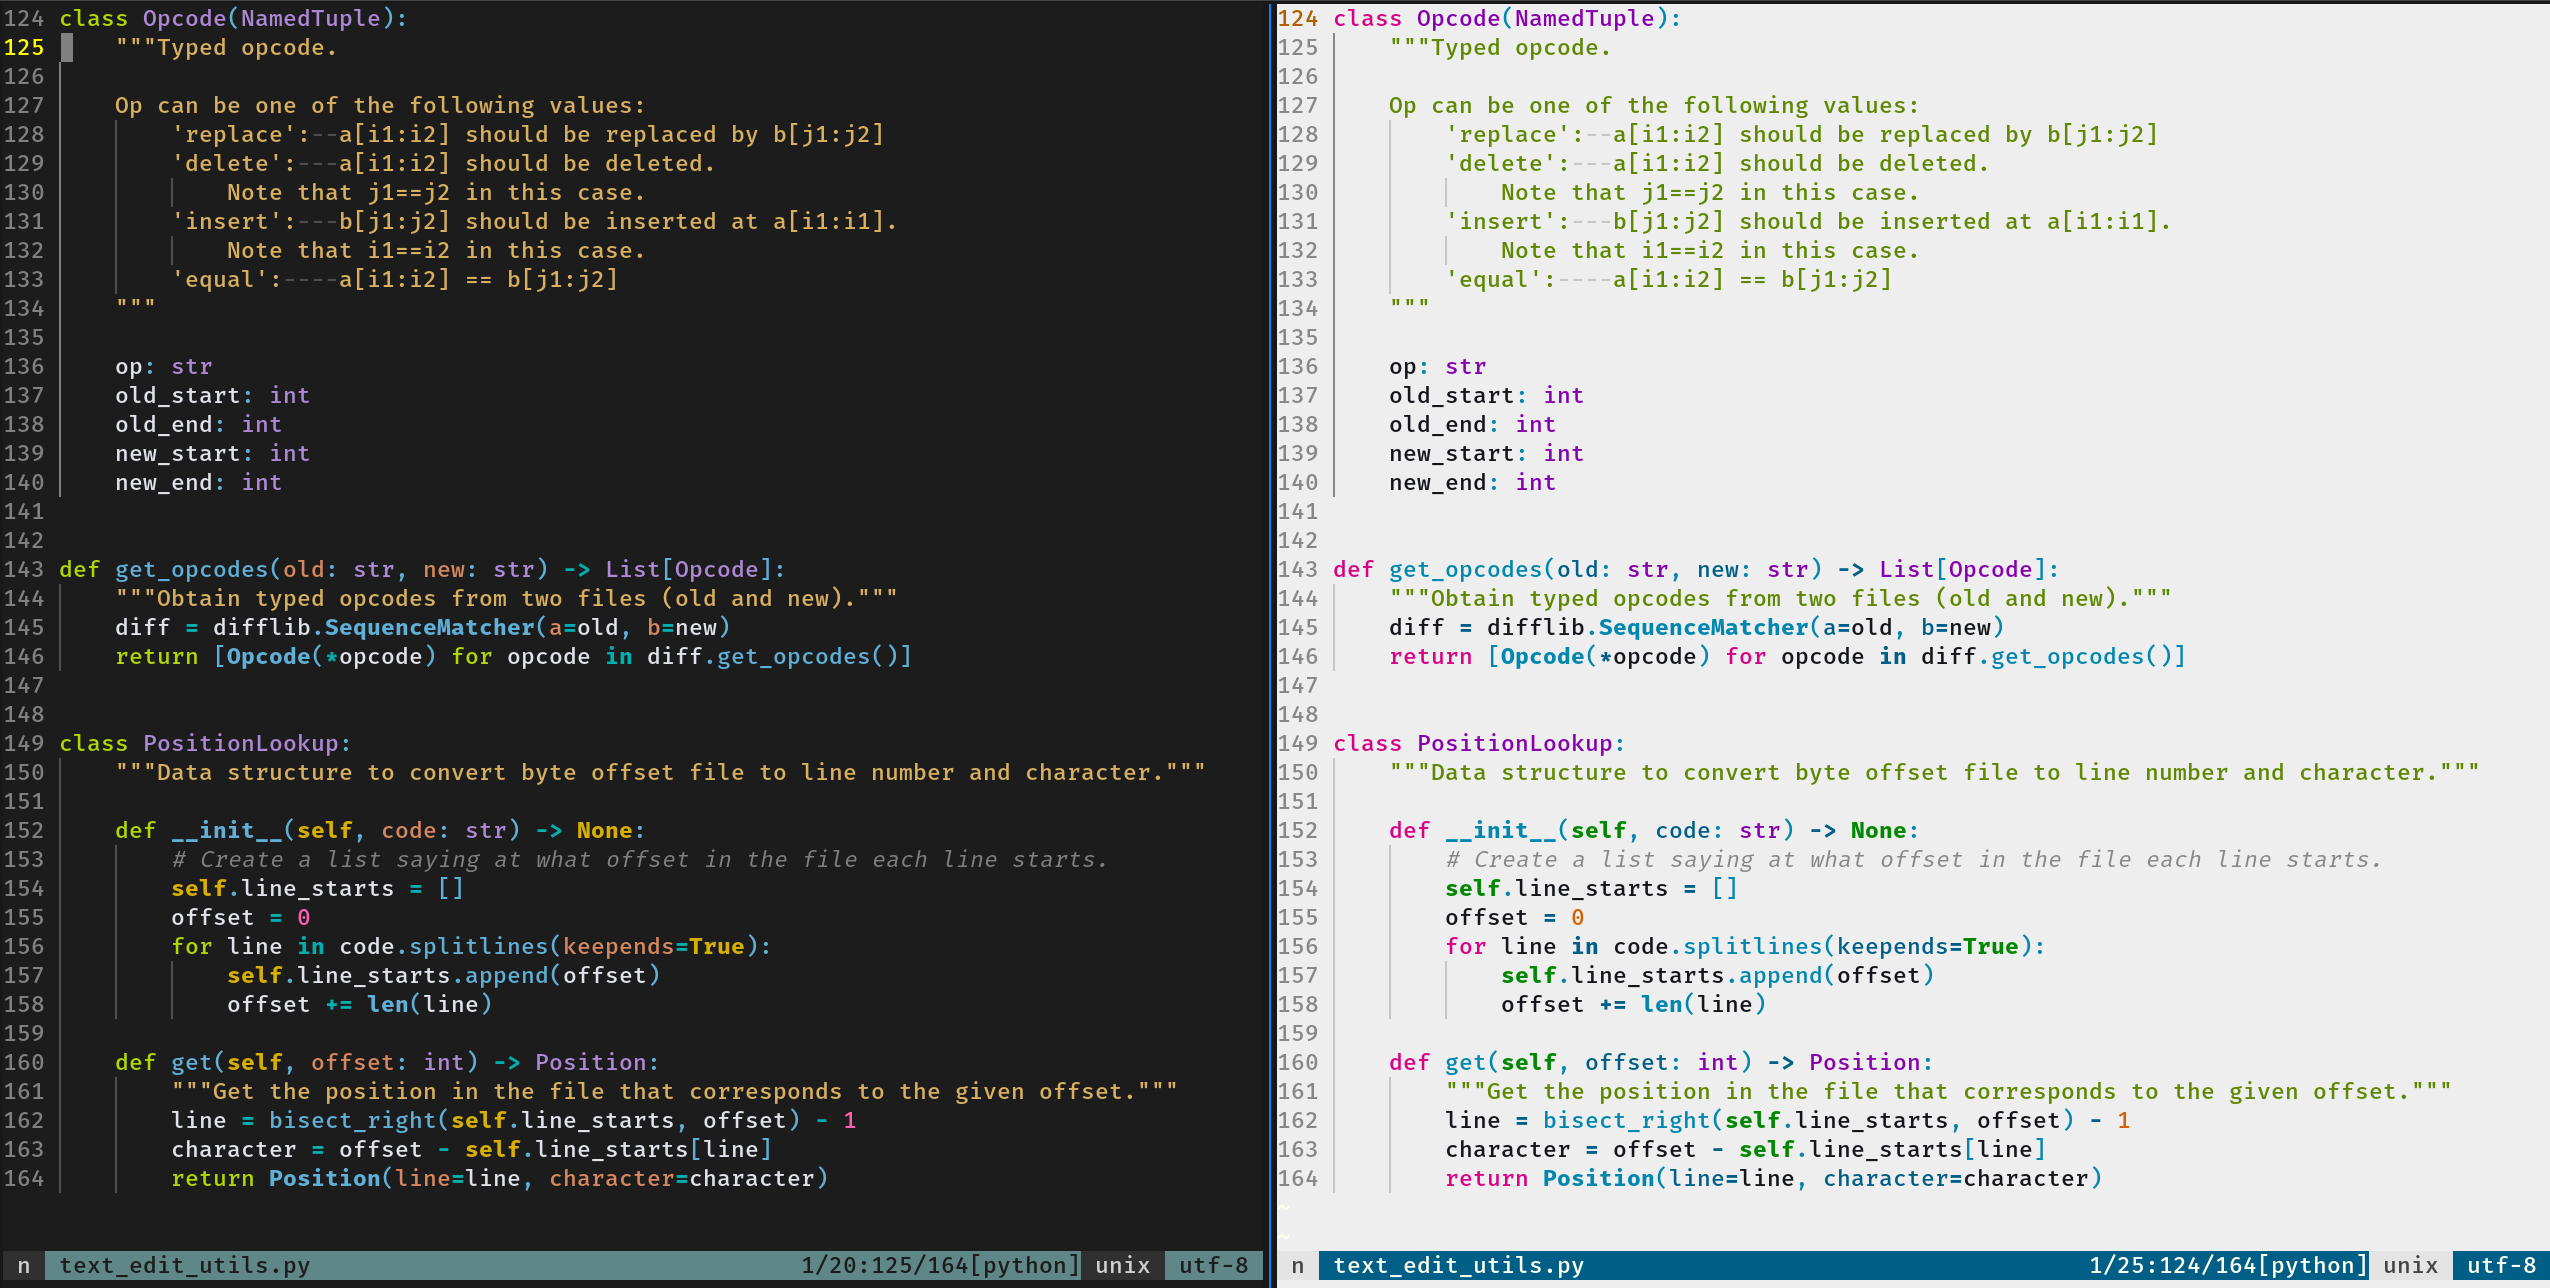 124 class Opcode(NamedTuple):
125     """Typed opcode.
126
127     Op can be one of the following values:
128         'replace':--a[i1:i2] should be replaced by b[j1:j2]
129         'delete':---a[i1:i2] should be deleted.
130             Note that j1==j2 in this case.
131         'insert':---b[j1:j2] should be inserted at a[i1:i1].
132             Note that i1==i2 in this case.
133         'equal':----a[i1:i2] == b[j1:j2]
134     """
135
136     op: str
137     old_start: int
138     old_end: int
139     new_start: int
140     new_end: int
141
142
143 def get_opcodes(old: str, new: str) -> List[Opcode]:
144     """Obtain typed opcodes from two files (old and new)."""
145     diff = difflib.SequenceMatcher(a=old, b=new)
146     return [Opcode(*opcode) for opcode in diff.get_opcodes()]
147
148
149 class PositionLookup:
150     """Data structure to convert byte offset file to line number and character."""
151
152     def __init__(self, code: str) -> None:
153         # Create a list saying at what offset in the file each line starts.
154         self.line_starts = []
155         offset = 0
156         for line in code.splitlines(keepends=True):
157             self.line_starts.append(offset)
158             offset += len(line)
159
160     def get(self, offset: int) -> Position:
161         """Get the position in the file that corresponds to the given offset."""
162         line = bisect_right(self.line_starts, offset) - 1
163         character = offset - self.line_starts[line]
164         return Position(line=line, character=character)
n text_edit_utils.py 1/20:125/164[python] unix utf-8
124 class Opcode(NamedTuple):
125     """Typed opcode.
126
127     Op can be one of the following values:
128         'replace':--a[i1:i2] should be replaced by b[j1:j2]
129         'delete':---a[i1:i2] should be deleted.
130             Note that j1==j2 in this case.
131         'insert':---b[j1:j2] should be inserted at a[i1:i1].
132             Note that i1==i2 in this case.
133         'equal':----a[i1:i2] == b[j1:j2]
134     """
135
136     op: str
137     old_start: int
138     old_end: int
139     new_start: int
140     new_end: int
141
142
143 def get_opcodes(old: str, new: str) -> List[Opcode]:
144     """Obtain typed opcodes from two files (old and new)."""
145     diff = difflib.SequenceMatcher(a=old, b=new)
146     return [Opcode(*opcode) for opcode in diff.get_opcodes()]
147
148
149 class PositionLookup:
150     """Data structure to convert byte offset file to line number and character."""
151
152     def __init__(self, code: str) -> None:
153         # Create a list saying at what offset in the file each line starts.
154         self.line_starts = []
155         offset = 0
156         for line in code.splitlines(keepends=True):
157             self.line_starts.append(offset)
158             offset += len(line)
159
160     def get(self, offset: int) -> Position:
161         """Get the position in the file that corresponds to the given offset."""
162         line = bisect_right(self.line_starts, offset) - 1
163         character = offset - self.line_starts[line]
164         return Position(line=line, character=character)
~
~
n text_edit_utils.py 1/25:124/164[python] unix utf-8